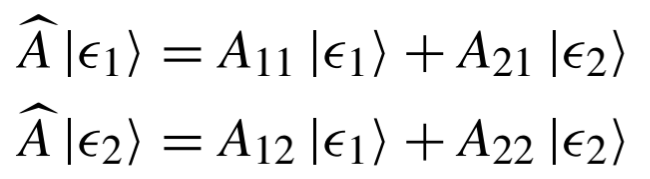 Â |ϵ₁⟩ = A₁₁ |ϵ₁⟩ + A₂₁ |ϵ₂⟩
Â |ϵ₂⟩ = A₁₂ |ϵ₁⟩ + A₂₂ |ϵ₂⟩